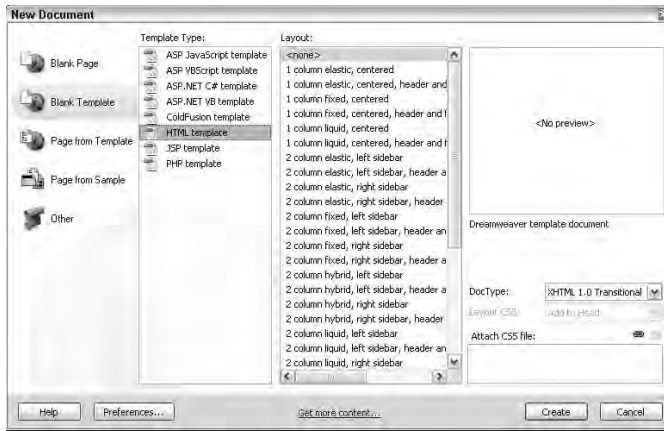 New Document
Blank Page
Blank Template
Page from Template
Page from Sample
Other
Template Type:
ASP JavaScript template
ASP VBScript template
ASP.NET C# template
ASP.NET VB template
ColdFusion template
HTML template
JSP template
PHP template
Layout:
<none>
1 column elastic, centered
1 column elastic, centered, header and
1 column fixed, centered
1 column fixed, centered, header and
1 column liquid, centered
1 column liquid, centered, header and
2 column elastic, left sidebar
2 column elastic, left sidebar, header a
2 column elastic, right sidebar
2 column elastic, right sidebar, header
2 column fixed, left sidebar
2 column fixed, left sidebar, header an
2 column fixed, right sidebar
2 column fixed, right sidebar, header a
2 column hybrid, left sidebar
2 column hybrid, left sidebar, header a
2 column hybrid, right sidebar
2 column hybrid, right sidebar, header
2 column liquid, left sidebar
2 column liquid, left sidebar, header an
2 column liquid, right sidebar
<No preview>
Dreamweaver template document
DocType: XHTML 1.0 Transitional
Layout CSS: Add to Head
Attach CSS file:
Help
Preferences...
Get more content...
Create
Cancel